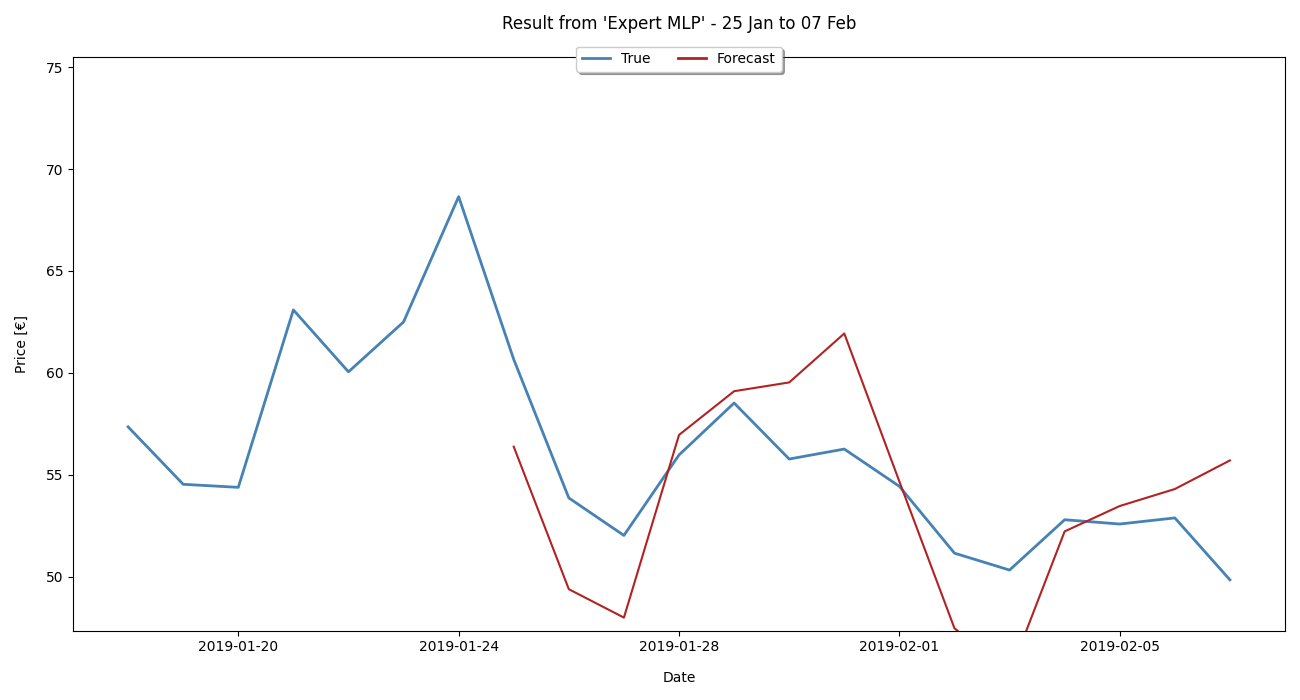 Result from 'Expert MLP' - 25 Jan to 07 Feb
True Forecast
75
70
65
60
55
50
Price [€]
2019-01-20 2019-01-24 2019-01-28 2019-02-01 2019-02-05
Date